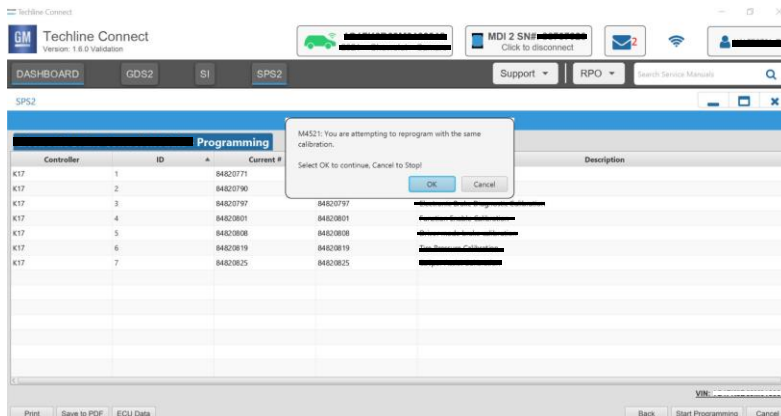 Techline Connect
GM
Techline Connect
Version: 1.6.0 Validation
MDI 2 SN#
Click to disconnect
2
DASHBOARD GDS2 SI SPS2 Support RPO Search Service Manuals
SPS2
Programming
M4521: You are attempting to reprogram with the same
calibration.
Select OK to continue, Cancel to Stop!
OK Cancel
Controller ID Current # Description
K17 1 84820771
K17 2 84820790
K17 3 84820797 84820797
K17 4 84820801 84820801
K17 5 84820808 84820808
K17 6 84820819 84820819
K17 7 84820825 84820825
VIN:
Print Save to PDF ECU Data Back Start Programming Cancel